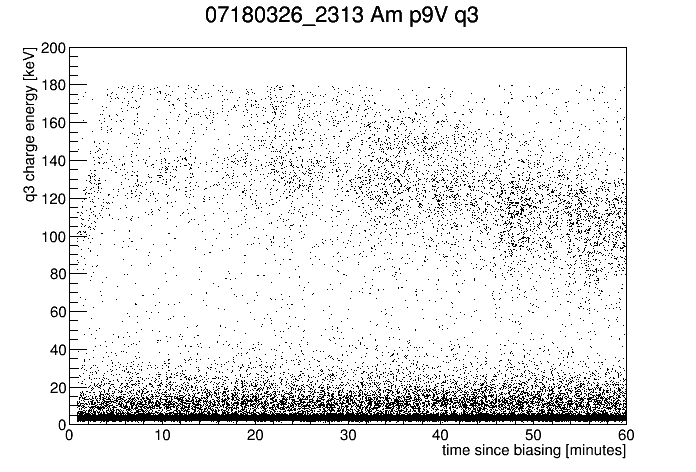 07180326_2313 Am p9V q3
q3 charge energy [keV]
200
180
160
140
120
100
80
60
40
20
0
0 10 20 30 40 50 60
time since biasing [minutes]